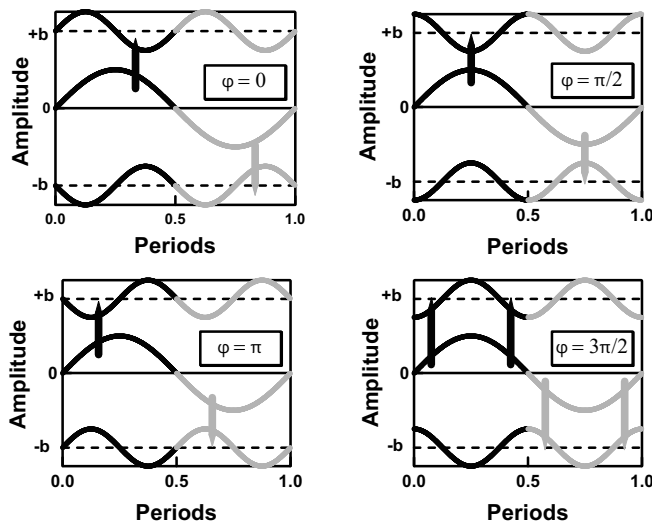 Amplitude
+b
0
-b
φ = 0
0.0
0.5
1.0
Periods
Amplitude
+b
0
-b
φ = π/2
0.0
0.5
1.0
Periods
Amplitude
+b
0
-b
φ = π
0.0
0.5
1.0
Periods
Amplitude
+b
0
-b
φ = 3π/2
0.0
0.5
1.0
Periods